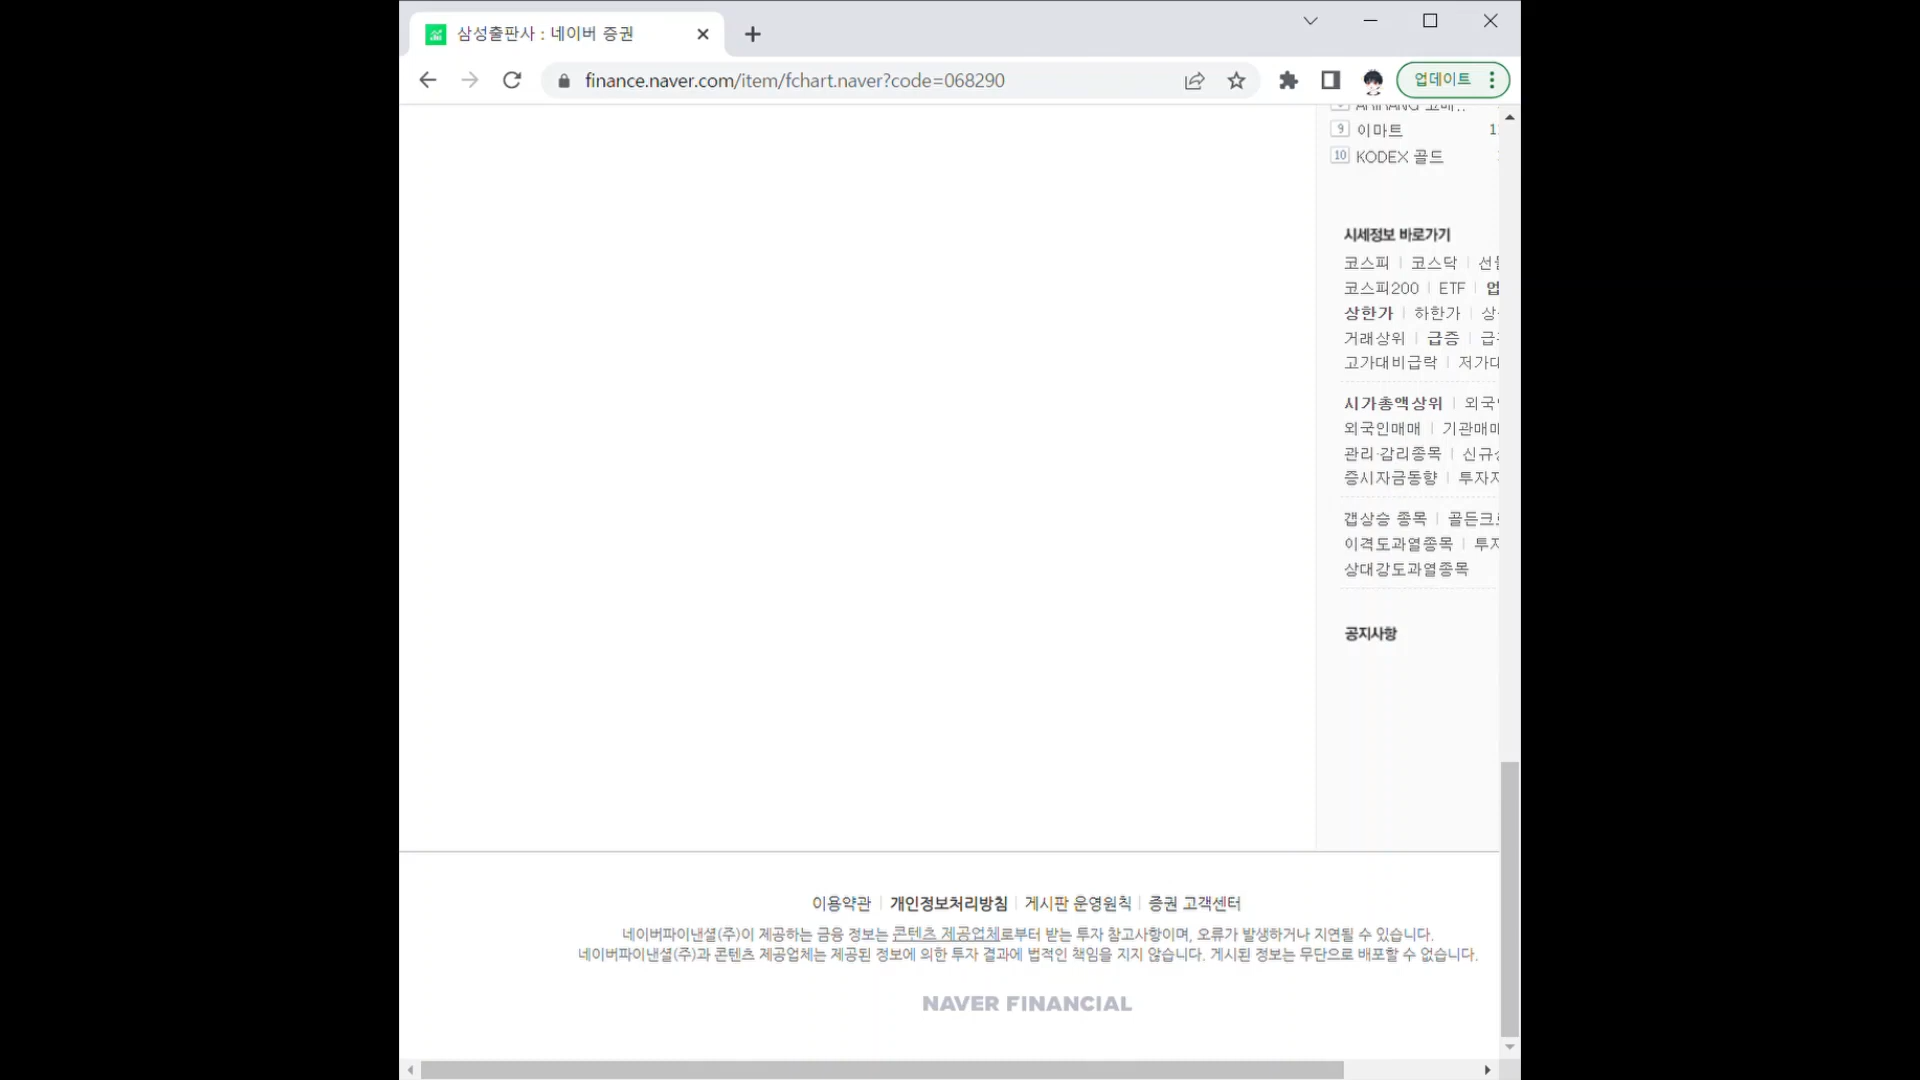 삼성출판사 : 네이버 증권
finance.naver.com/item/fchart.naver?code=068290
업데이트
9 이마트
10 KODEX 골드
시세정보 바로가기
코스피 | 코스닥 |
코스피200 | ETF |
상한가 | 하한가 |
거래상위 | 급증 |
고가대비급락 |
시가총액상위 |
외국인매매 |
관리·감리종목 |
증시자금동향 |
갭상승 종목 |
이격도과열종목 |
상대강도과열종목
공지사항
이용약관 | 개인정보처리방침 | 게시판 운영원칙 | 증권 고객센터
네이버파이낸셜(주)이 제공하는 금융 정보는 콘텐츠 제공업체로부터 받는 투자 참고사항이며, 오류가 발생하거나 지연될 수 있습니다.
네이버파이낸셜(주)과 콘텐츠 제공업체는 제공된 정보에 의한 투자 결과에 법적인 책임을 지지 않습니다. 게시된 정보는 무단으로 배포할 수 없습니다.
NAVER FINANCIAL